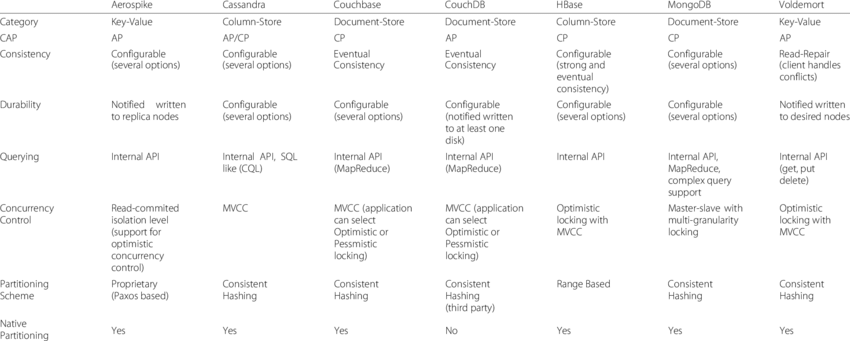 Aerospike Cassandra Couchbase CouchDB HBase MongoDB Voldemort
Category Key-Value Column-Store Document-Store Document-Store Column-Store Document-Store Key-Value
CAP AP AP/CP CP AP CP CP AP
Consistency Configurable Configurable Eventual Eventual Configurable Configurable Read-Repair
(several options) (several options) Consistency Consistency (strong and (several options) (client handles
eventual conflicts)
consistency)
Durability Notified written Configurable Configurable Configurable Configurable Configurable Notified written
to replica nodes (several options) (several options) (notified written (several options) (several options) to desired nodes
to at least one
disk)
Querying Internal API Internal API, SQL Internal API Internal API Internal API Internal API, Internal API
like (CQL) (MapReduce) (MapReduce) MapReduce, (get, put
complex query delete)
support
Concurrency Read-commited MVCC MVCC (application MVCC (application Optimistic Master-slave with Optimistic
Control isolation level can select can select locking with multi-granularity locking with
(support for Optimistic or Optimistic or MVCC locking MVCC
optimistic Pessmistic Pessmistic
concurrency locking) locking)
control)
Partitioning Proprietary Consistent Consistent Consistent Range Based Consistent Consistent
Scheme (Paxos based) Hashing Hashing Hashing Hashing Hashing
(third party)
Native
Partitioning Yes Yes Yes No Yes Yes Yes